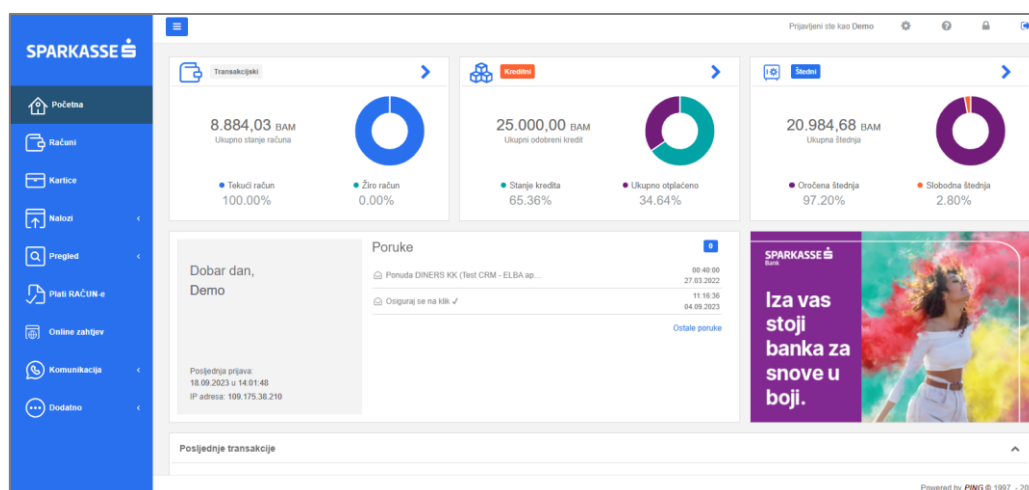 SPARKASSE
Početna
Računi
Kartice
Nalozi
Pregled
Plati RAČUN-e
Online zahtjev
Komunikacija
Dodatno
Prijavljeni ste kao Demo
Transakcijski
8.884,03 BAM
Ukupno stanje računa
Tekući račun
100.00%
Žiro račun
0.00%
Kreditni
25.000,00 BAM
Ukupni odobreni kredit
Stanje kredita
65.36%
Ukupno otplaćeno
34.64%
Štedni
20.984,68 BAM
Ukupna štednja
Oročena štednja
97.20%
Slobodna štednja
2.80%
Dobar dan,
Demo
Posljednja prijava:
18.09.2023 u 14:01:48
IP adresa: 109.175.38.210
Poruke
0
Ponuda DINERS KK (Test CRM - ELBA ap...
00:40:00
27.03.2022
Osiguraj se na klik ✓
11:16:36
04.09.2023
Ostale poruke
SPARKASSE
Bank
Iza vas
stoji
banka za
snove u
boji.
Posljednje transakcije
Powered by PING © 1997. - 20